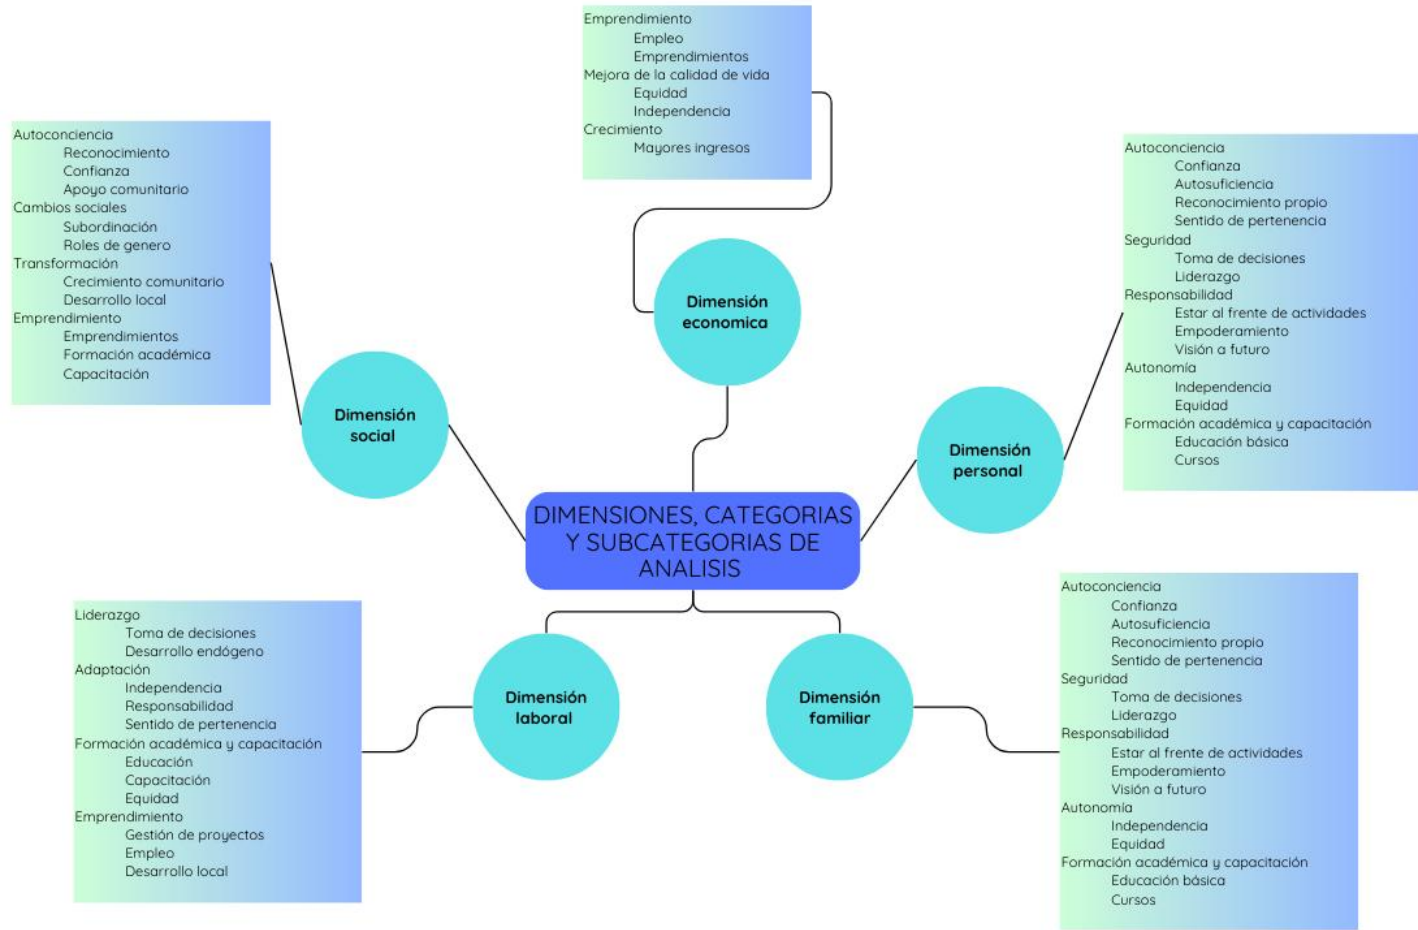 Emprendimiento
Empleo
Emprendimientos
Mejora de la calidad de vida
Equidad
Independencia
Crecimiento
Mayores ingresos
Autoconciencia
Reconocimiento
Confianza
Apoyo comunitario
Cambios sociales
Subordinación
Roles de genero
Transformación
Crecimiento comunitario
Desarrollo local
Emprendimiento
Emprendimientos
Formación académica
Capacitación
Autoconciencia
Confianza
Autosuficiencia
Reconocimiento propio
Sentido de pertenencia
Seguridad
Toma de decisiones
Liderazgo
Responsabilidad
Estar al frente de actividades
Empoderamiento
Visión a futuro
Autonomía
Independencia
Equidad
Formación académica y capacitación
Educación básica
Cursos
Dimensión
economica
Dimensión
social
Dimensión
personal
DIMENSIONES, CATEGORIAS
Y SUBCATEGORIAS DE
ANALISIS
Liderazgo
Toma de decisiones
Desarrollo endógeno
Adaptación
Independencia
Responsabilidad
Sentido de pertenencia
Formación académica y capacitación
Educación
Capacitación
Equidad
Emprendimiento
Gestión de proyectos
Empleo
Desarrollo local
Dimensión
laboral
Dimensión
familiar
Autoconciencia
Confianza
Autosuficiencia
Reconocimiento propio
Sentido de pertenencia
Seguridad
Toma de decisiones
Liderazgo
Responsabilidad
Estar al frente de actividades
Empoderamiento
Visión a futuro
Autonomía
Independencia
Equidad
Formación académica y capacitación
Educación básica
Cursos